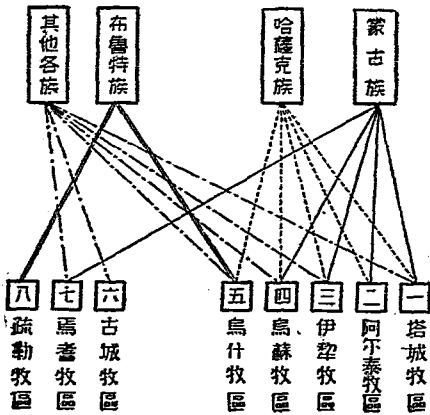 蒙古族
哈薩克族
布魯特族
其他各族
一
塔城牧區
二
阿尔泰牧區
三
伊犂牧區
四
烏蘇牧區
五
烏什牧區
六
古城牧區
七
焉耆牧區
八
疏勒牧區